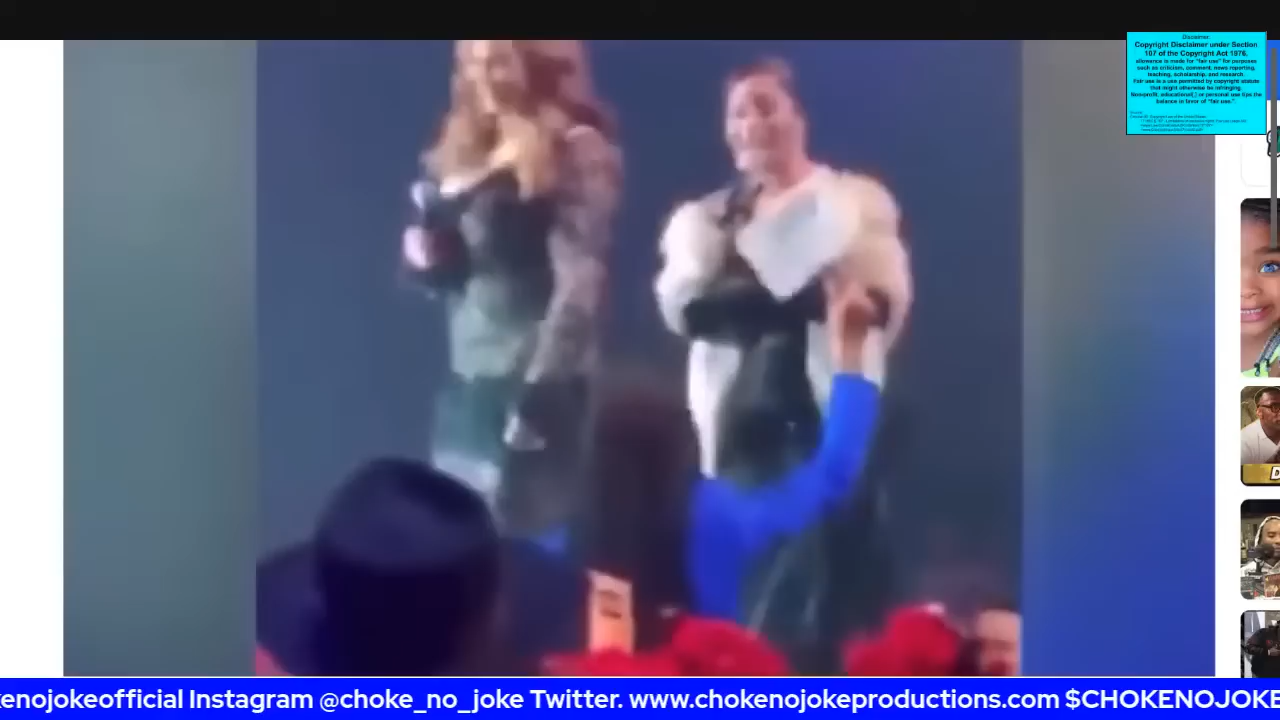 Disclaimer:
Copyright Disclaimer under Section
107 of the Copyright Act 1976,
allowance is made for "fair use" for purposes
such as criticism, comment, news reporting,
teaching, scholarship, and research.
Fair use is a use permitted by copyright statute
that might otherwise be infringing.
Non-profit, educational,) or personal use tips the
balance in favor of "fair use."
kenojokeofficial Instagram @choke_no_joke Twitter. www.chokenojokeproductions.com $CHOKENOJOKE